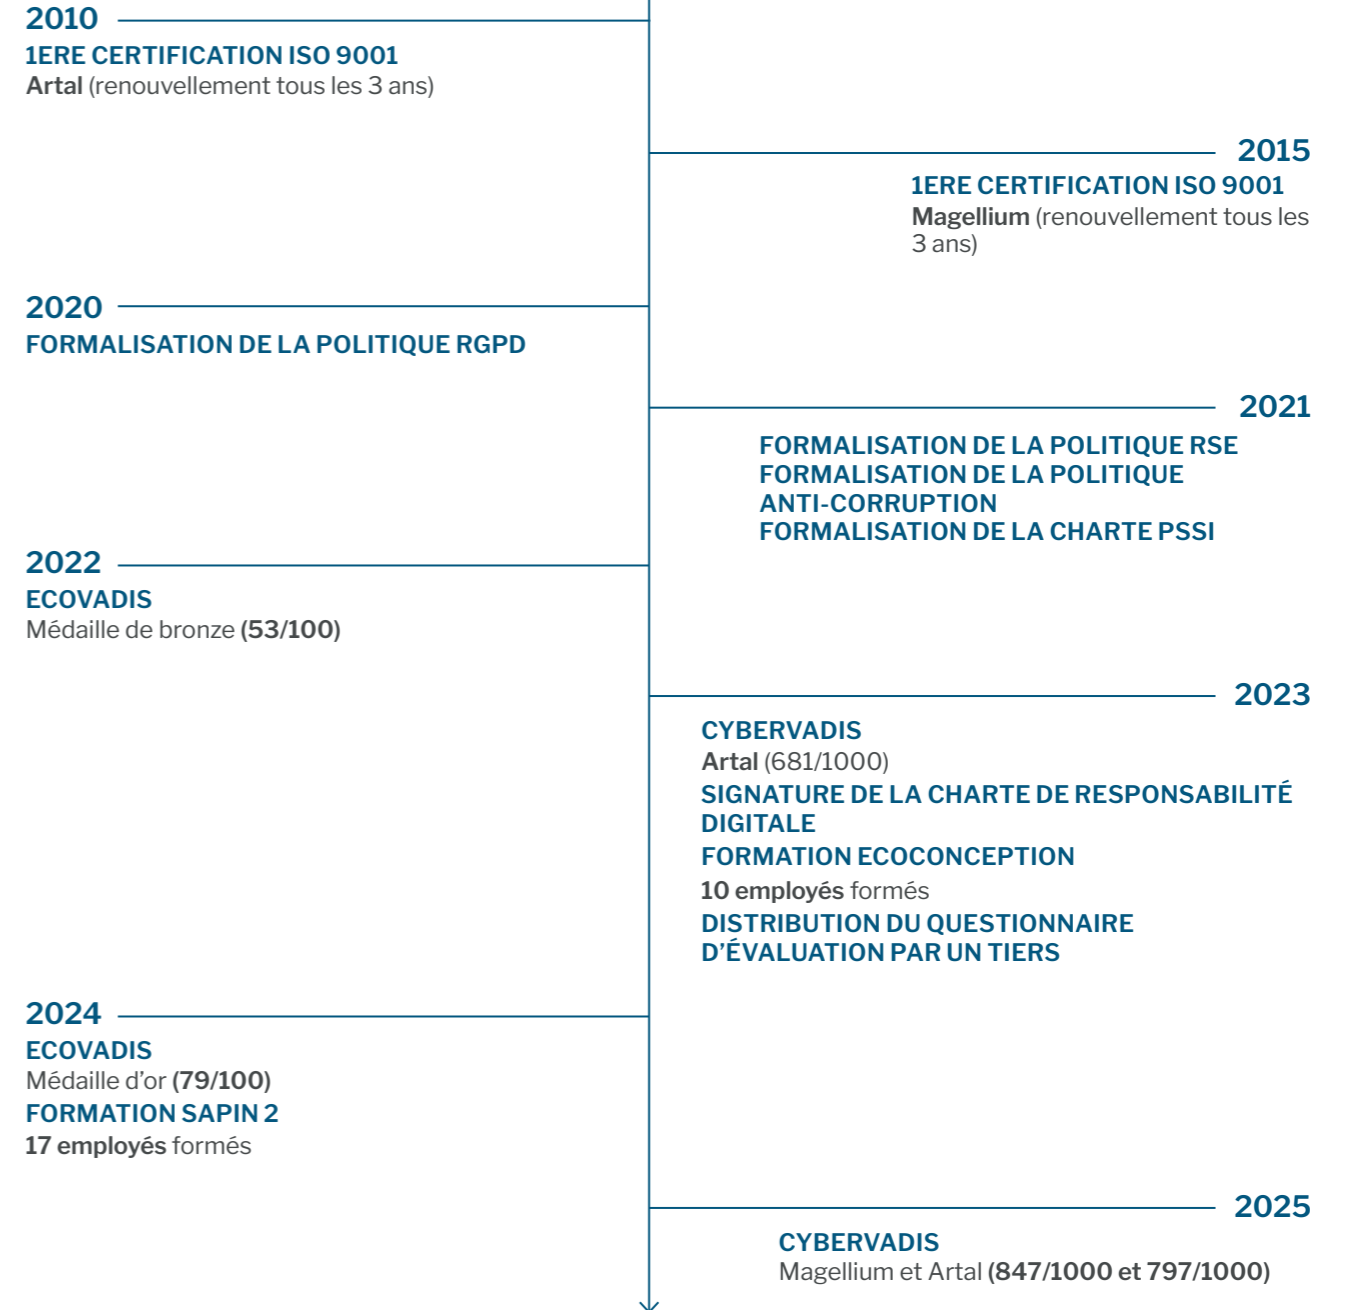 2010
1ERE CERTIFICATION ISO 9001
Artal (renouvellement tous les 3 ans)
2015
1ERE CERTIFICATION ISO 9001
Magellium (renouvellement tous les
3 ans)
2020
FORMALISATION DE LA POLITIQUE RGPD
2021
FORMALISATION DE LA POLITIQUE RSE
FORMALISATION DE LA POLITIQUE
ANTI-CORRUPTION
FORMALISATION DE LA CHARTE PSSI
2022
ECOVADIS
Médaille de bronze (53/100)
2023
CYBERVADIS
Artal (681/1000)
SIGNATURE DE LA CHARTE DE RESPONSABILITÉ
DIGITALE
FORMATION ECOCONCEPTION
10 employés formés
DISTRIBUTION DU QUESTIONNAIRE
D’ÉVALUATION PAR UN TIERS
2024
ECOVADIS
Médaille d’or (79/100)
FORMATION SAPIN 2
17 employés formés
2025
CYBERVADIS
Magellium et Artal (847/1000 et 797/1000)